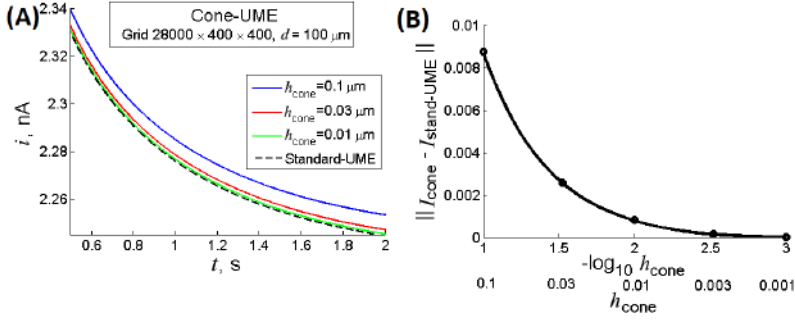 (A)
Cone-UME
Grid 28000 × 400 × 400, d = 100 μm
h_cone=0.1 μm
h_cone=0.03 μm
h_cone=0.01 μm
Standard-UME
i, nA
2.34
2.32
2.3
2.28
2.26
0.6 0.8 1 1.2 1.4 1.6 1.8 2
t, s
(B)
|| I_cone - I_stand-UME ||
0.01
0.008
0.006
0.004
0.002
0
1 1.5 2 2.5 3
-log10 h_cone
0.1 0.03 0.01 0.003 0.001
h_cone